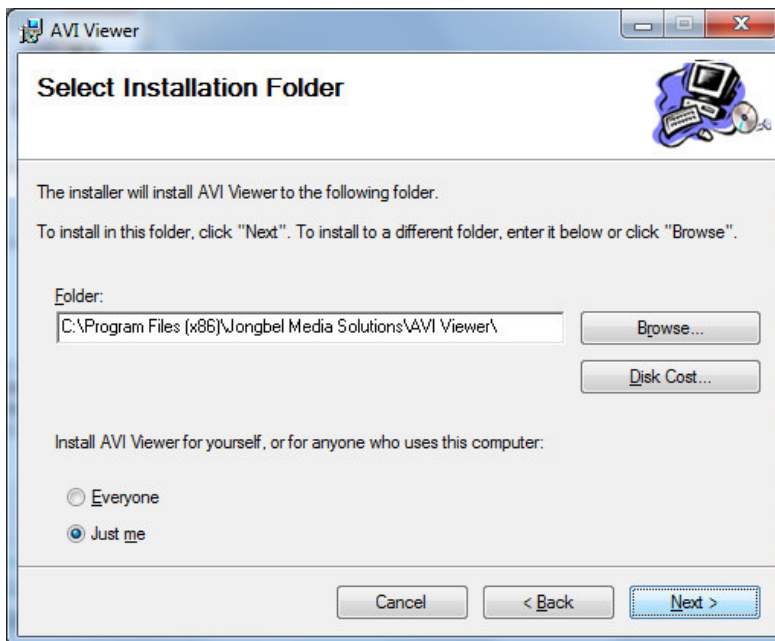 AVI Viewer
Select Installation Folder
The installer will install AVI Viewer to the following folder.
To install in this folder, click "Next". To install to a different folder, enter it below or click "Browse".
Folder:
C:\Program Files (x86)\Jongbel Media Solutions\AVI Viewer\
Browse...
Disk Cost...
Install AVI Viewer for yourself, or for anyone who uses this computer:
Everyone
Just me
Cancel
< Back
Next >